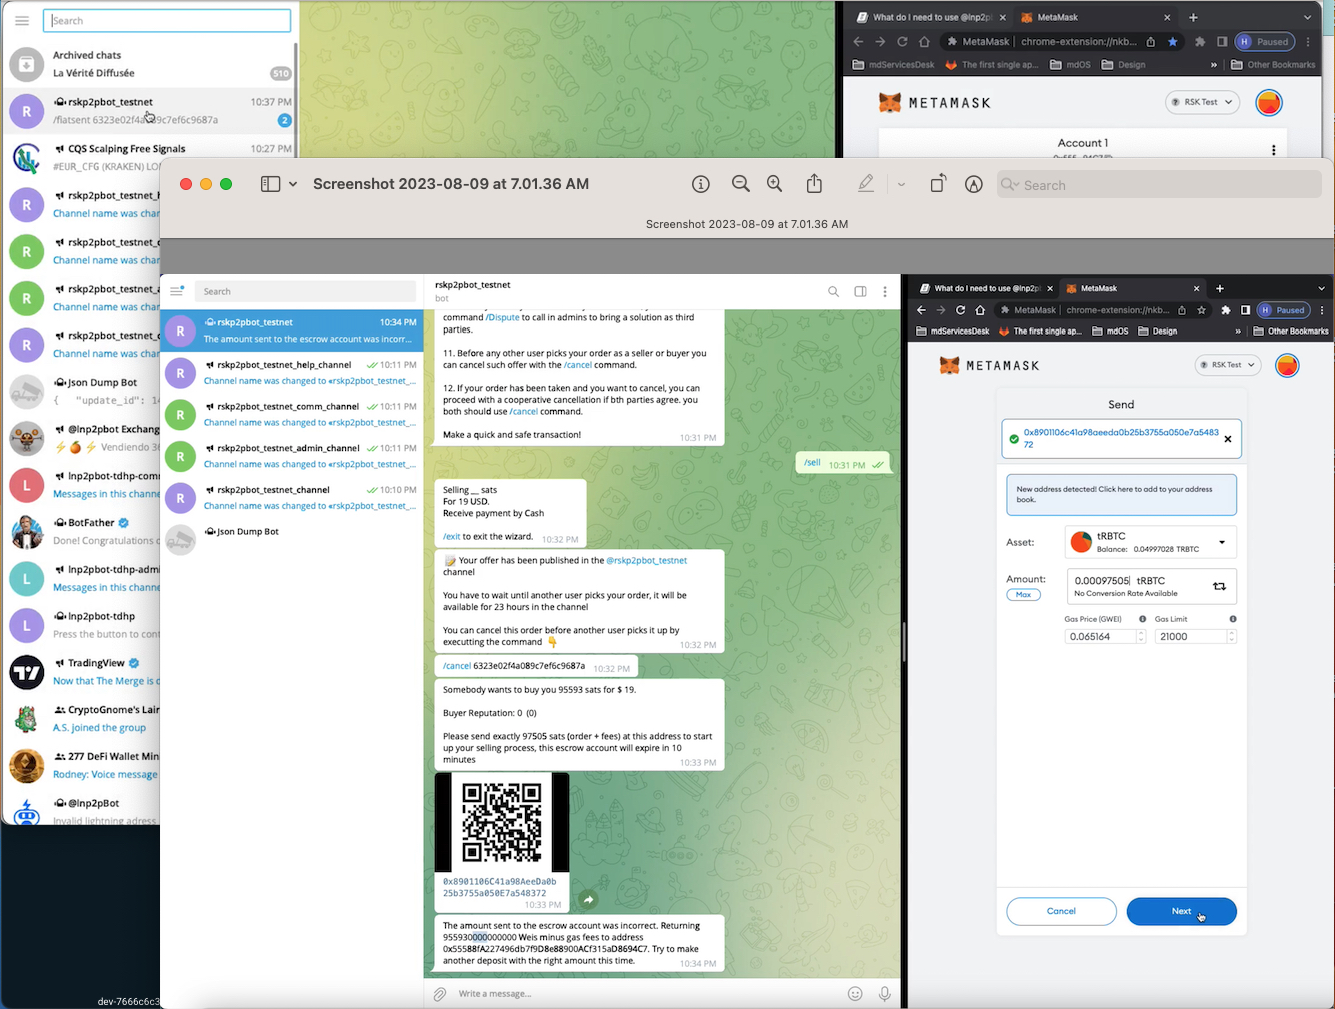 Search
Archived chats
La Vérité Diffusée
510
R
rskp2pbot_testnet
10:37 PM
/fiatsent 6323e02f4a089c7ef6c9687a
2
CQS Scalping Free Signals
10:27 PM
#EUR_CFG (KRAKEN)
R
rskp2pbot_testnet_
Channel name was chan
R
rskp2pbot_testnet_
Channel name was chan
R
rskp2pbot_testnet_a
Channel name was chan
R
rskp2pbot_testnet_
Channel name was chan
Json Dump Bot
{ "update_id":
@lnp2pbot Exchang
Vendiendo
L
lnp2pbot-tdhp-com
Messages in this channe
BotFather
Done! Congratulations
L
lnp2pbot-tdhp-admi
Messages in this channe
L
lnp2pbot-tdhp
Press the button to cont
TradingView
Now that The Merge is
CryptoGnome's Lair
A.S. joined the group
277 DeFi Wallet Min
Rodney: Voice message
@lnp2pBot
Invalid lightning adress
dev-7666c6c3
What do I need to use @lnp2p
MetaMask
MetaMask
chrome-extension://nkb...
H Paused
mdServicesDesk
The first single ap...
mdOS
Design
»
Other Bookmarks
METAMASK
RSK Test
Account 1
Screenshot 2023-08-09 at 7.01.36 AM
Search
Screenshot 2023-08-09 at 7.01.36 AM
Search
R
rskp2pbot_testnet
10:34 PM
The amount sent to the escrow account was incorr...
R
rskp2pbot_testnet_help_channel
10:11 PM
Channel name was changed to «rskp2pbot_testnet_...
R
rskp2pbot_testnet_comm_channel
10:11 PM
Channel name was changed to «rskp2pbot_testnet_...
R
rskp2pbot_testnet_admin_channel
10:11 PM
Channel name was changed to «rskp2pbot_testnet_...
R
rskp2pbot_testnet_channel
10:10 PM
Channel name was changed to «rskp2pbot_testnet_...
Json Dump Bot
rskp2pbot_testnet
bot
command /Dispute to call in admins to bring a solution as third
parties.
11. Before any other user picks your order as a seller or buyer you
can cancel such offer with the /cancel command.
12. If your order has been taken and you want to cancel, you can
proceed with a cooperative cancellation if bth parties agree. you
both should use /cancel command.
Make a quick and safe transaction!
10:31 PM
/sell 10:31 PM
Selling __ sats
For 19 USD.
Receive payment by Cash
/exit to exit the wizard. 10:32 PM
Your offer has been published in the @rskp2pbot_testnet
channel
You have to wait until another user picks your order, it will be
available for 23 hours in the channel
You can cancel this order before another user picks it up by
executing the command
10:32 PM
/cancel 6323e02f4a089c7ef6c9687a 10:32 PM
Somebody wants to buy you 95593 sats for $ 19.
Buyer Reputation: 0 (0)
Please send exactly 97505 sats (order + fees) at this address to start
up your selling process, this escrow account will expire in 10
minutes
10:33 PM
0x8901106C41a98AeeDa0b
25b3755a050E7a548372
10:33 PM
The amount sent to the escrow account was incorrect. Returning
955930000000000 Weis minus gas fees to address
0x55588fA227496db7f9D8e88900ACf315aD8694C7. Try to make
another deposit with the right amount this time.
10:34 PM
Write a message...
What do I need to use @lnp2p
MetaMask
MetaMask
chrome-extension://nkb...
H Paused
mdServicesDesk
The first single ap...
mdOS
Design
»
Other Bookmarks
METAMASK
RSK Test
Send
0x8901106c41a98aeeda0b25b3755a050e7a5483
72
New address detected! Click here to add to your address
book.
Asset:
tRBTC
Balance: 0.04997028 TRBTC
Amount:
Max
0.00097505 tRBTC
No Conversion Rate Available
Gas Price (GWEI)
Gas Limit
0.065164
21000
Cancel
Next